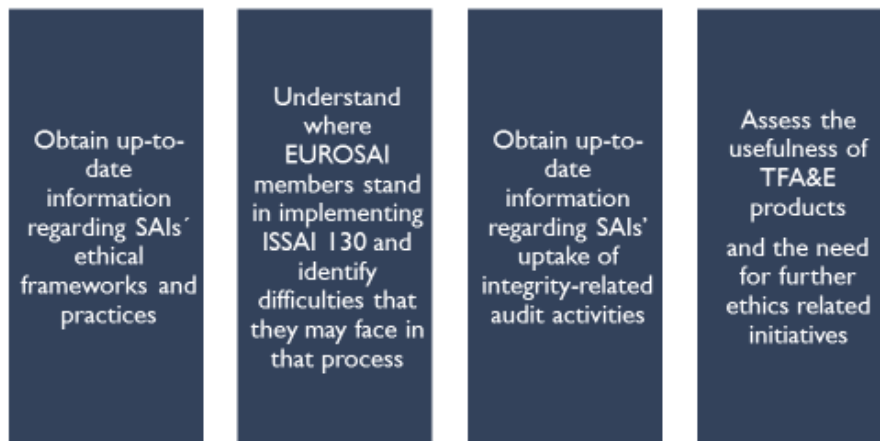 Obtain up-to-
date
information
regarding SAIs´
ethical
frameworks and
practices
Understand
where
EUROSAI
members stand
in implementing
ISSAI 130 and
identify
difficulties that
they may face in
that process
Obtain up-to-
date
information
regarding SAIs’
uptake of
integrity-related
audit activities
Assess the
usefulness of
TFA&E
products
and the need
for further
ethics related
initiatives